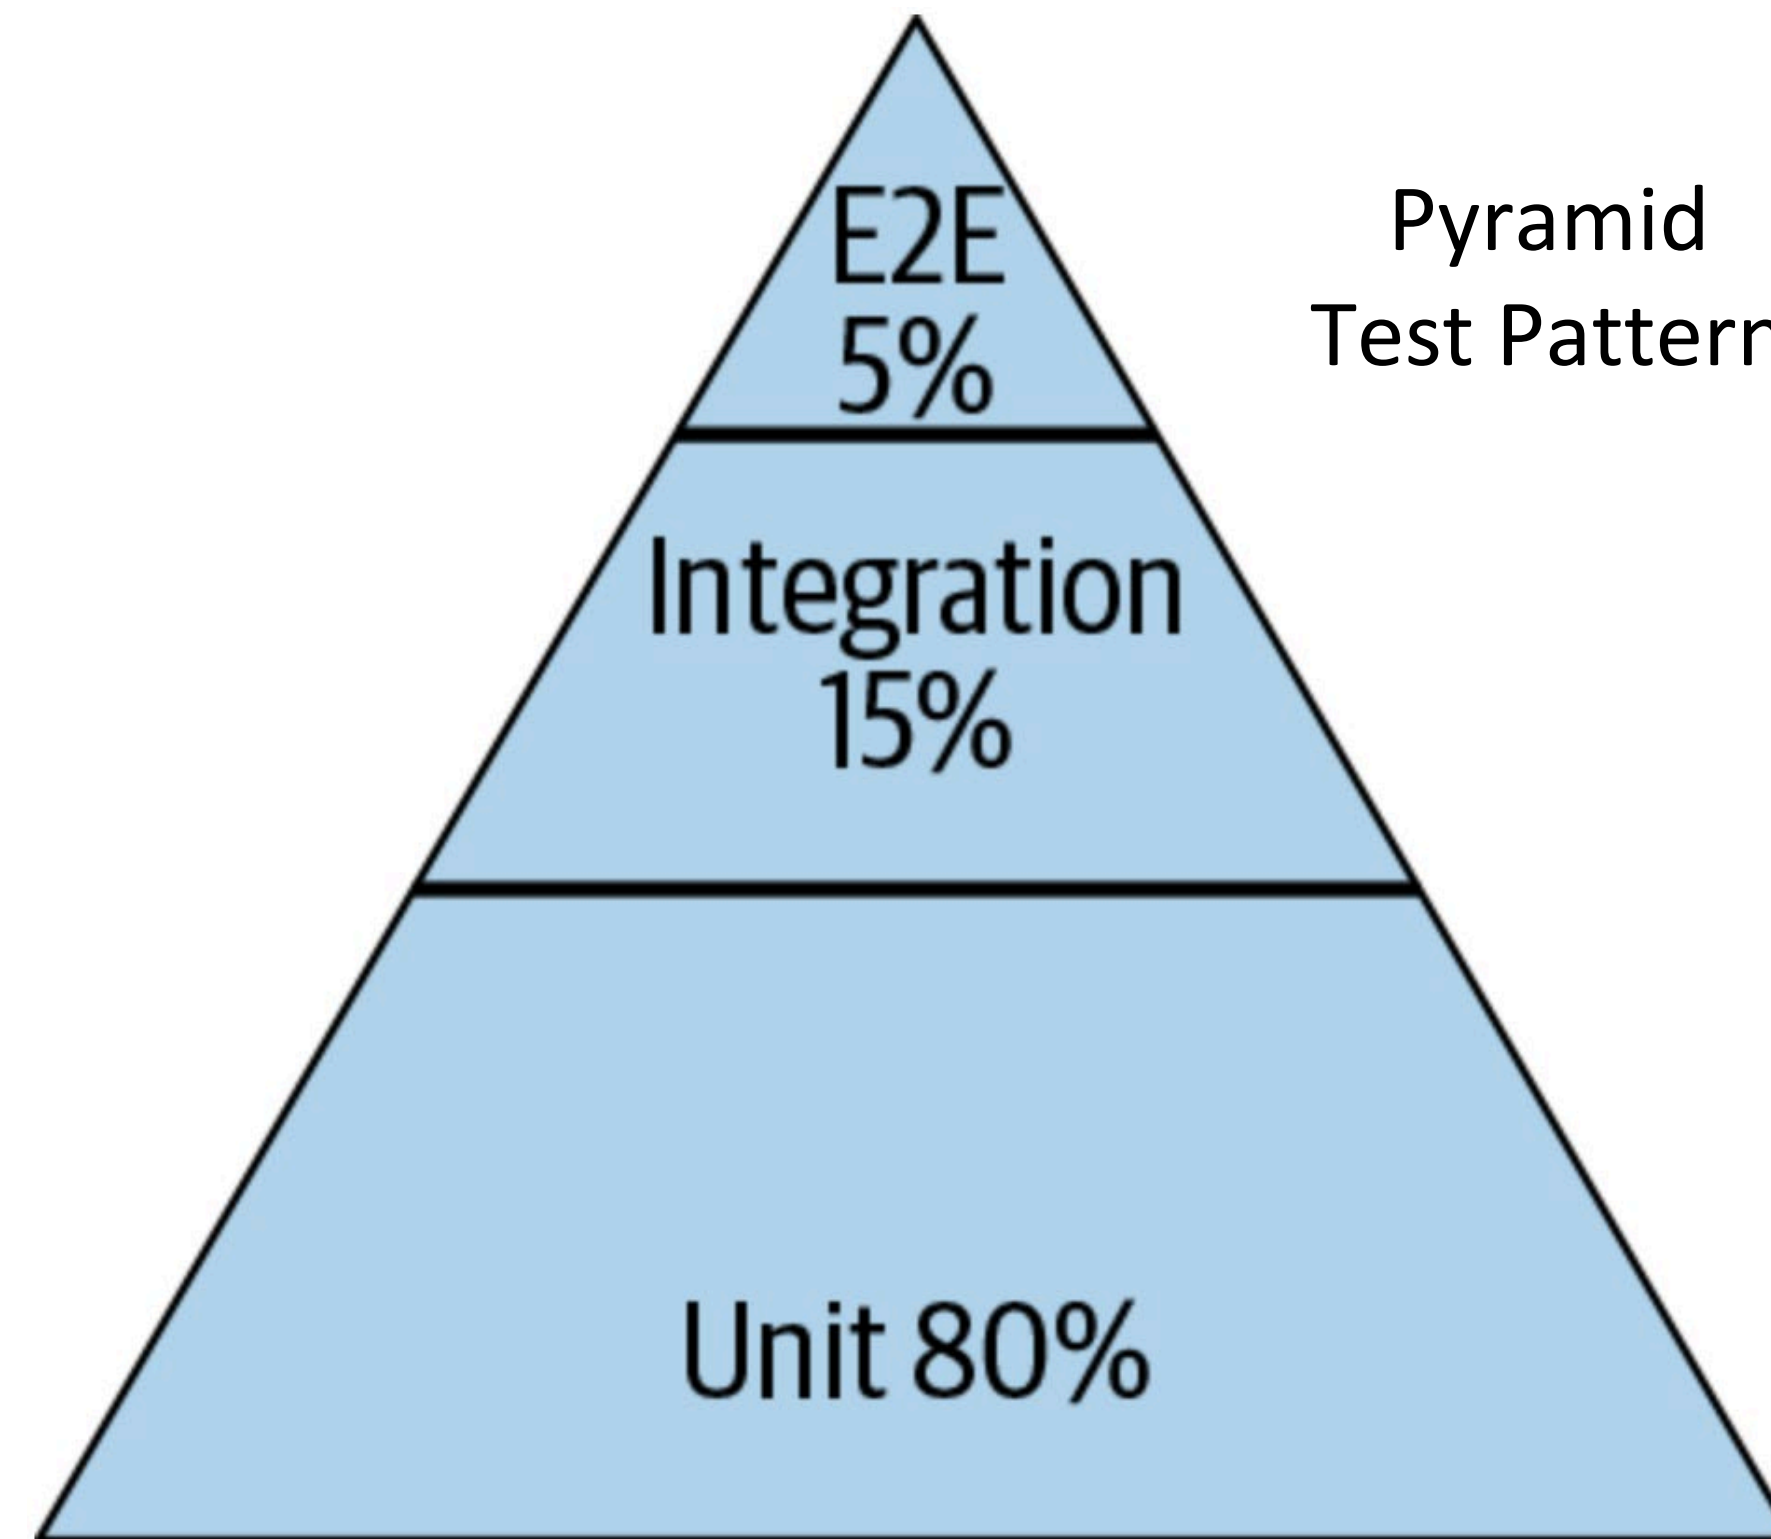 E2E
5%
Pyramid
Test Pattern
Integration
15%
Unit 80%